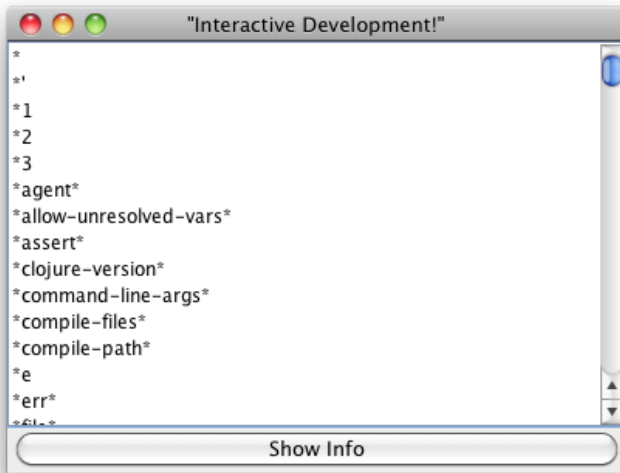 "Interactive Development!"
*
*'
*1
*2
*3
*agent*
*allow-unresolved-vars*
*assert*
*clojure-version*
*command-line-args*
*compile-files*
*compile-path*
*e
*err*
*file*
Show Info